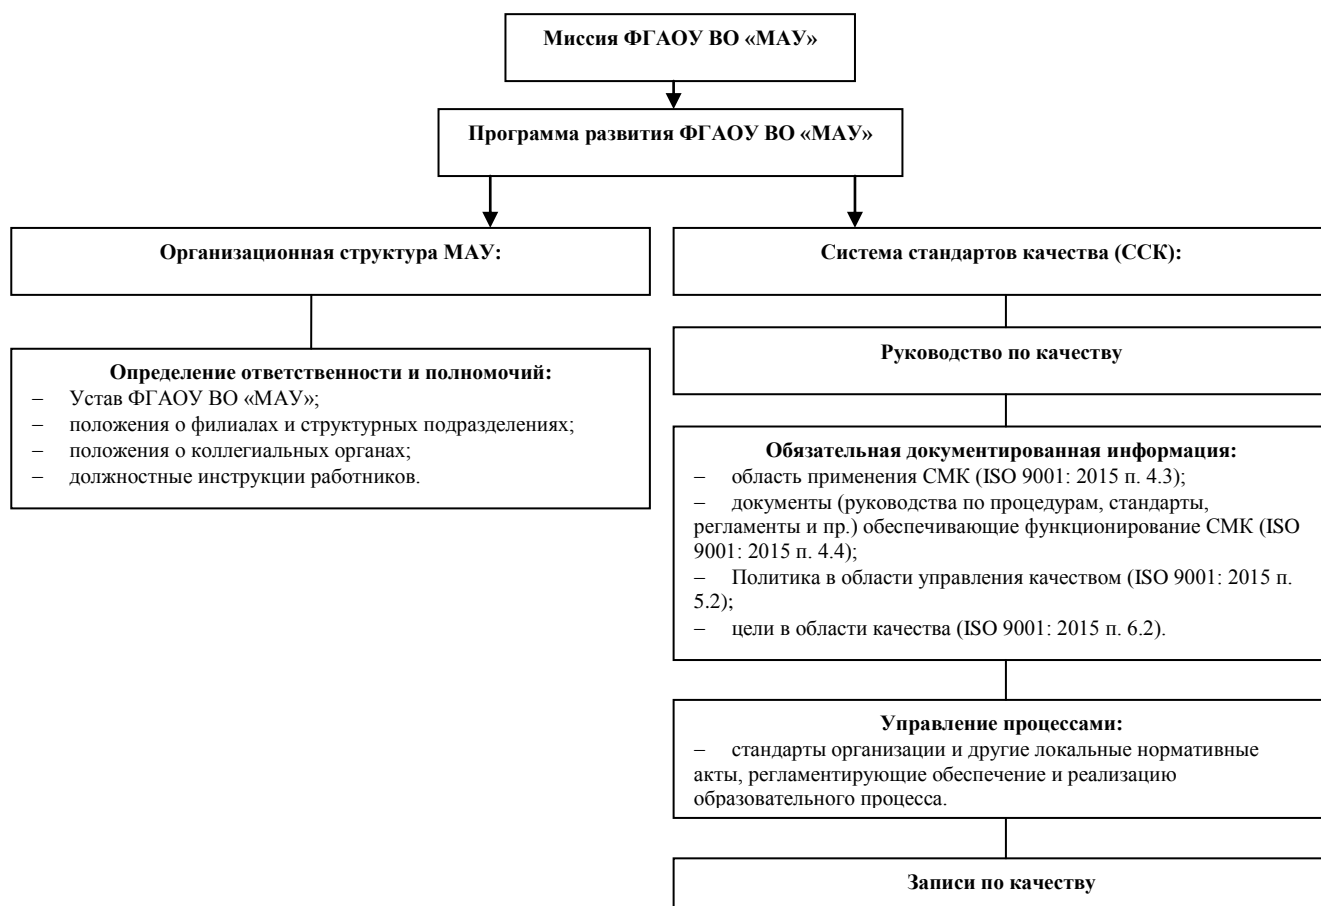 Миссия ФГАОУ ВО «МАУ»
Программа развития ФГАОУ ВО «МАУ»
Организационная структура МАУ:
Определение ответственности и полномочий:
– Устав ФГАОУ ВО «МАУ»;
– положения о филиалах и структурных подразделениях;
– положения о коллегиальных органах;
– должностные инструкции работников.
Система стандартов качества (ССК):
Руководство по качеству
Обязательная документированная информация:
– область применения СМК (ISO 9001: 2015 п. 4.3);
– документы (руководства по процедурам, стандарты,
регламенты и пр.) обеспечивающие функционирование СМК (ISO
9001: 2015 п. 4.4);
– Политика в области управления качеством (ISO 9001: 2015 п.
5.2);
– цели в области качества (ISO 9001: 2015 п. 6.2).
Управление процессами:
– стандарты организации и другие локальные нормативные
акты, регламентирующие обеспечение и реализацию
образовательного процесса.
Записи по качеству